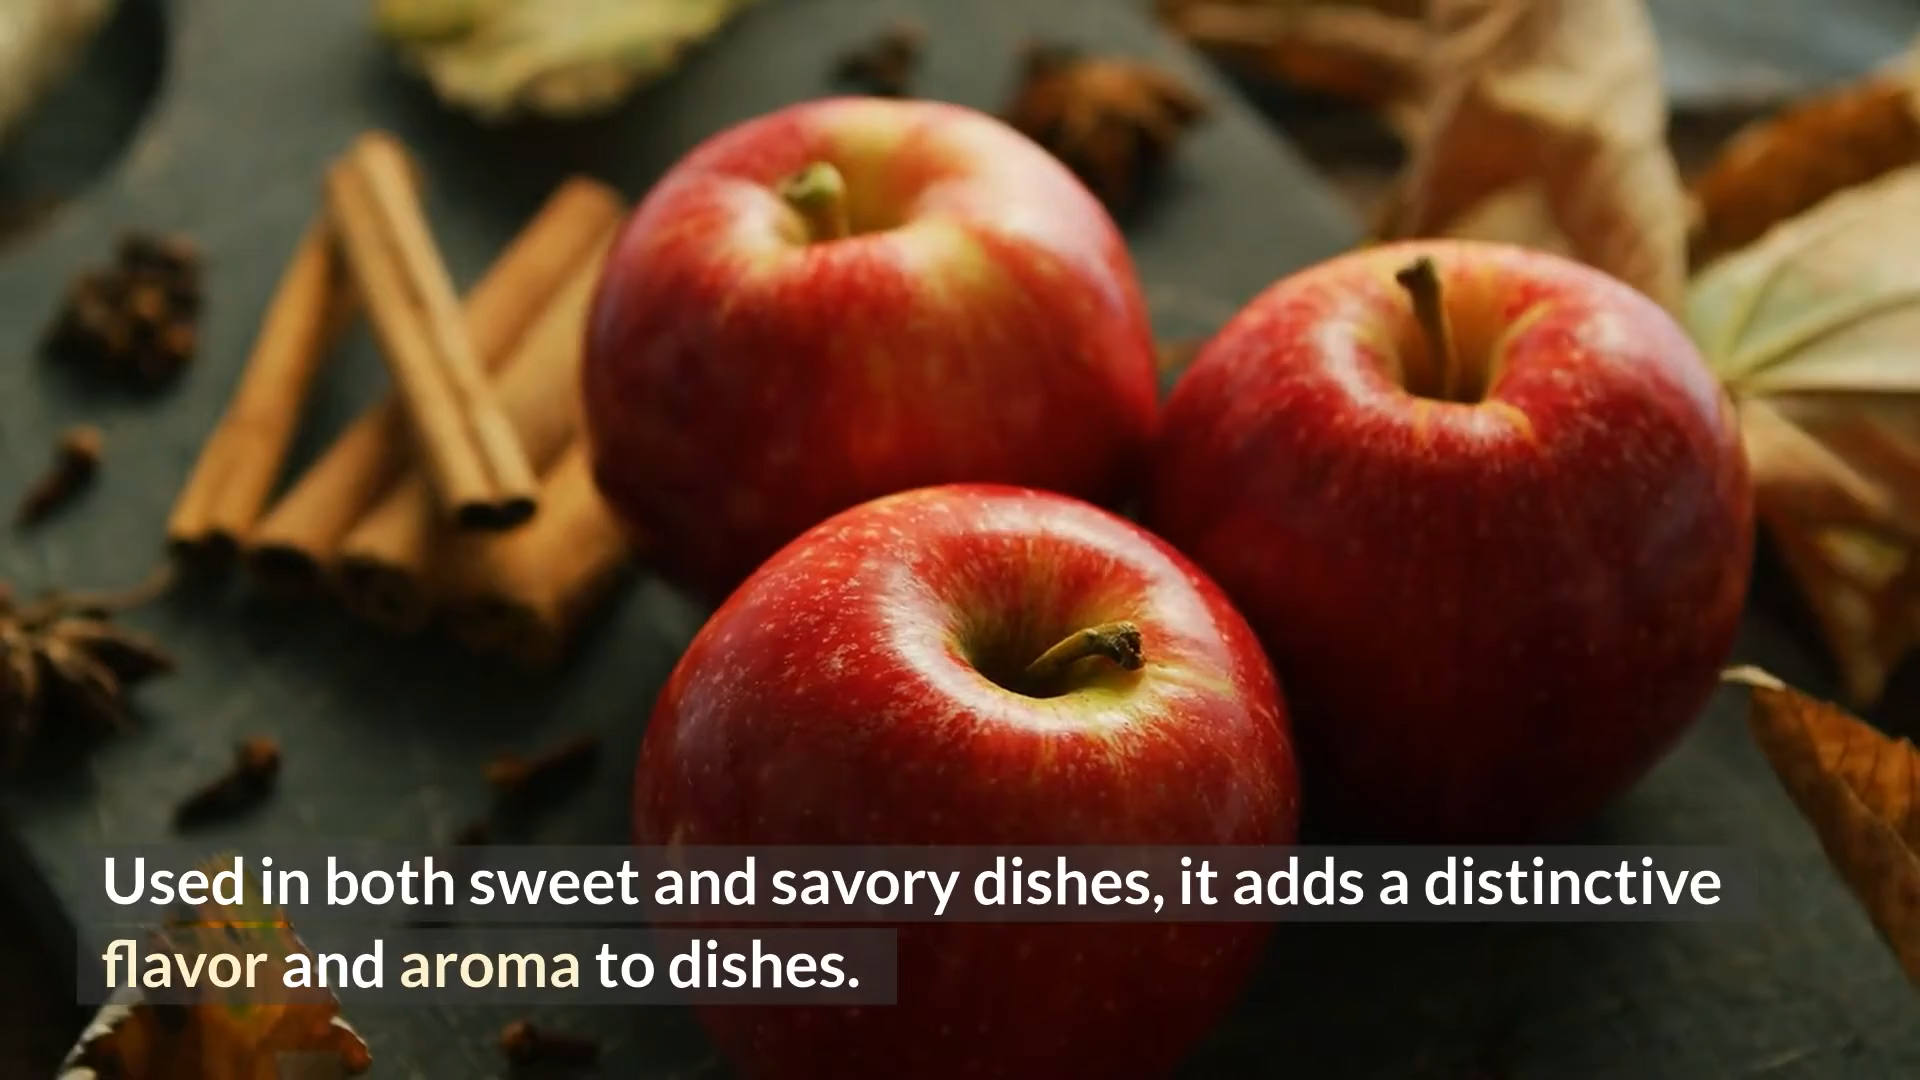 Used in both sweet and savory dishes, it adds a distinctive
flavor and aroma to dishes.